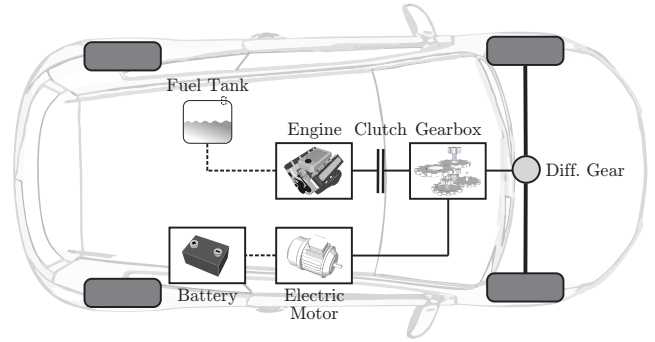 Fuel Tank
Engine Clutch Gearbox
Diff. Gear
Battery
Electric
Motor